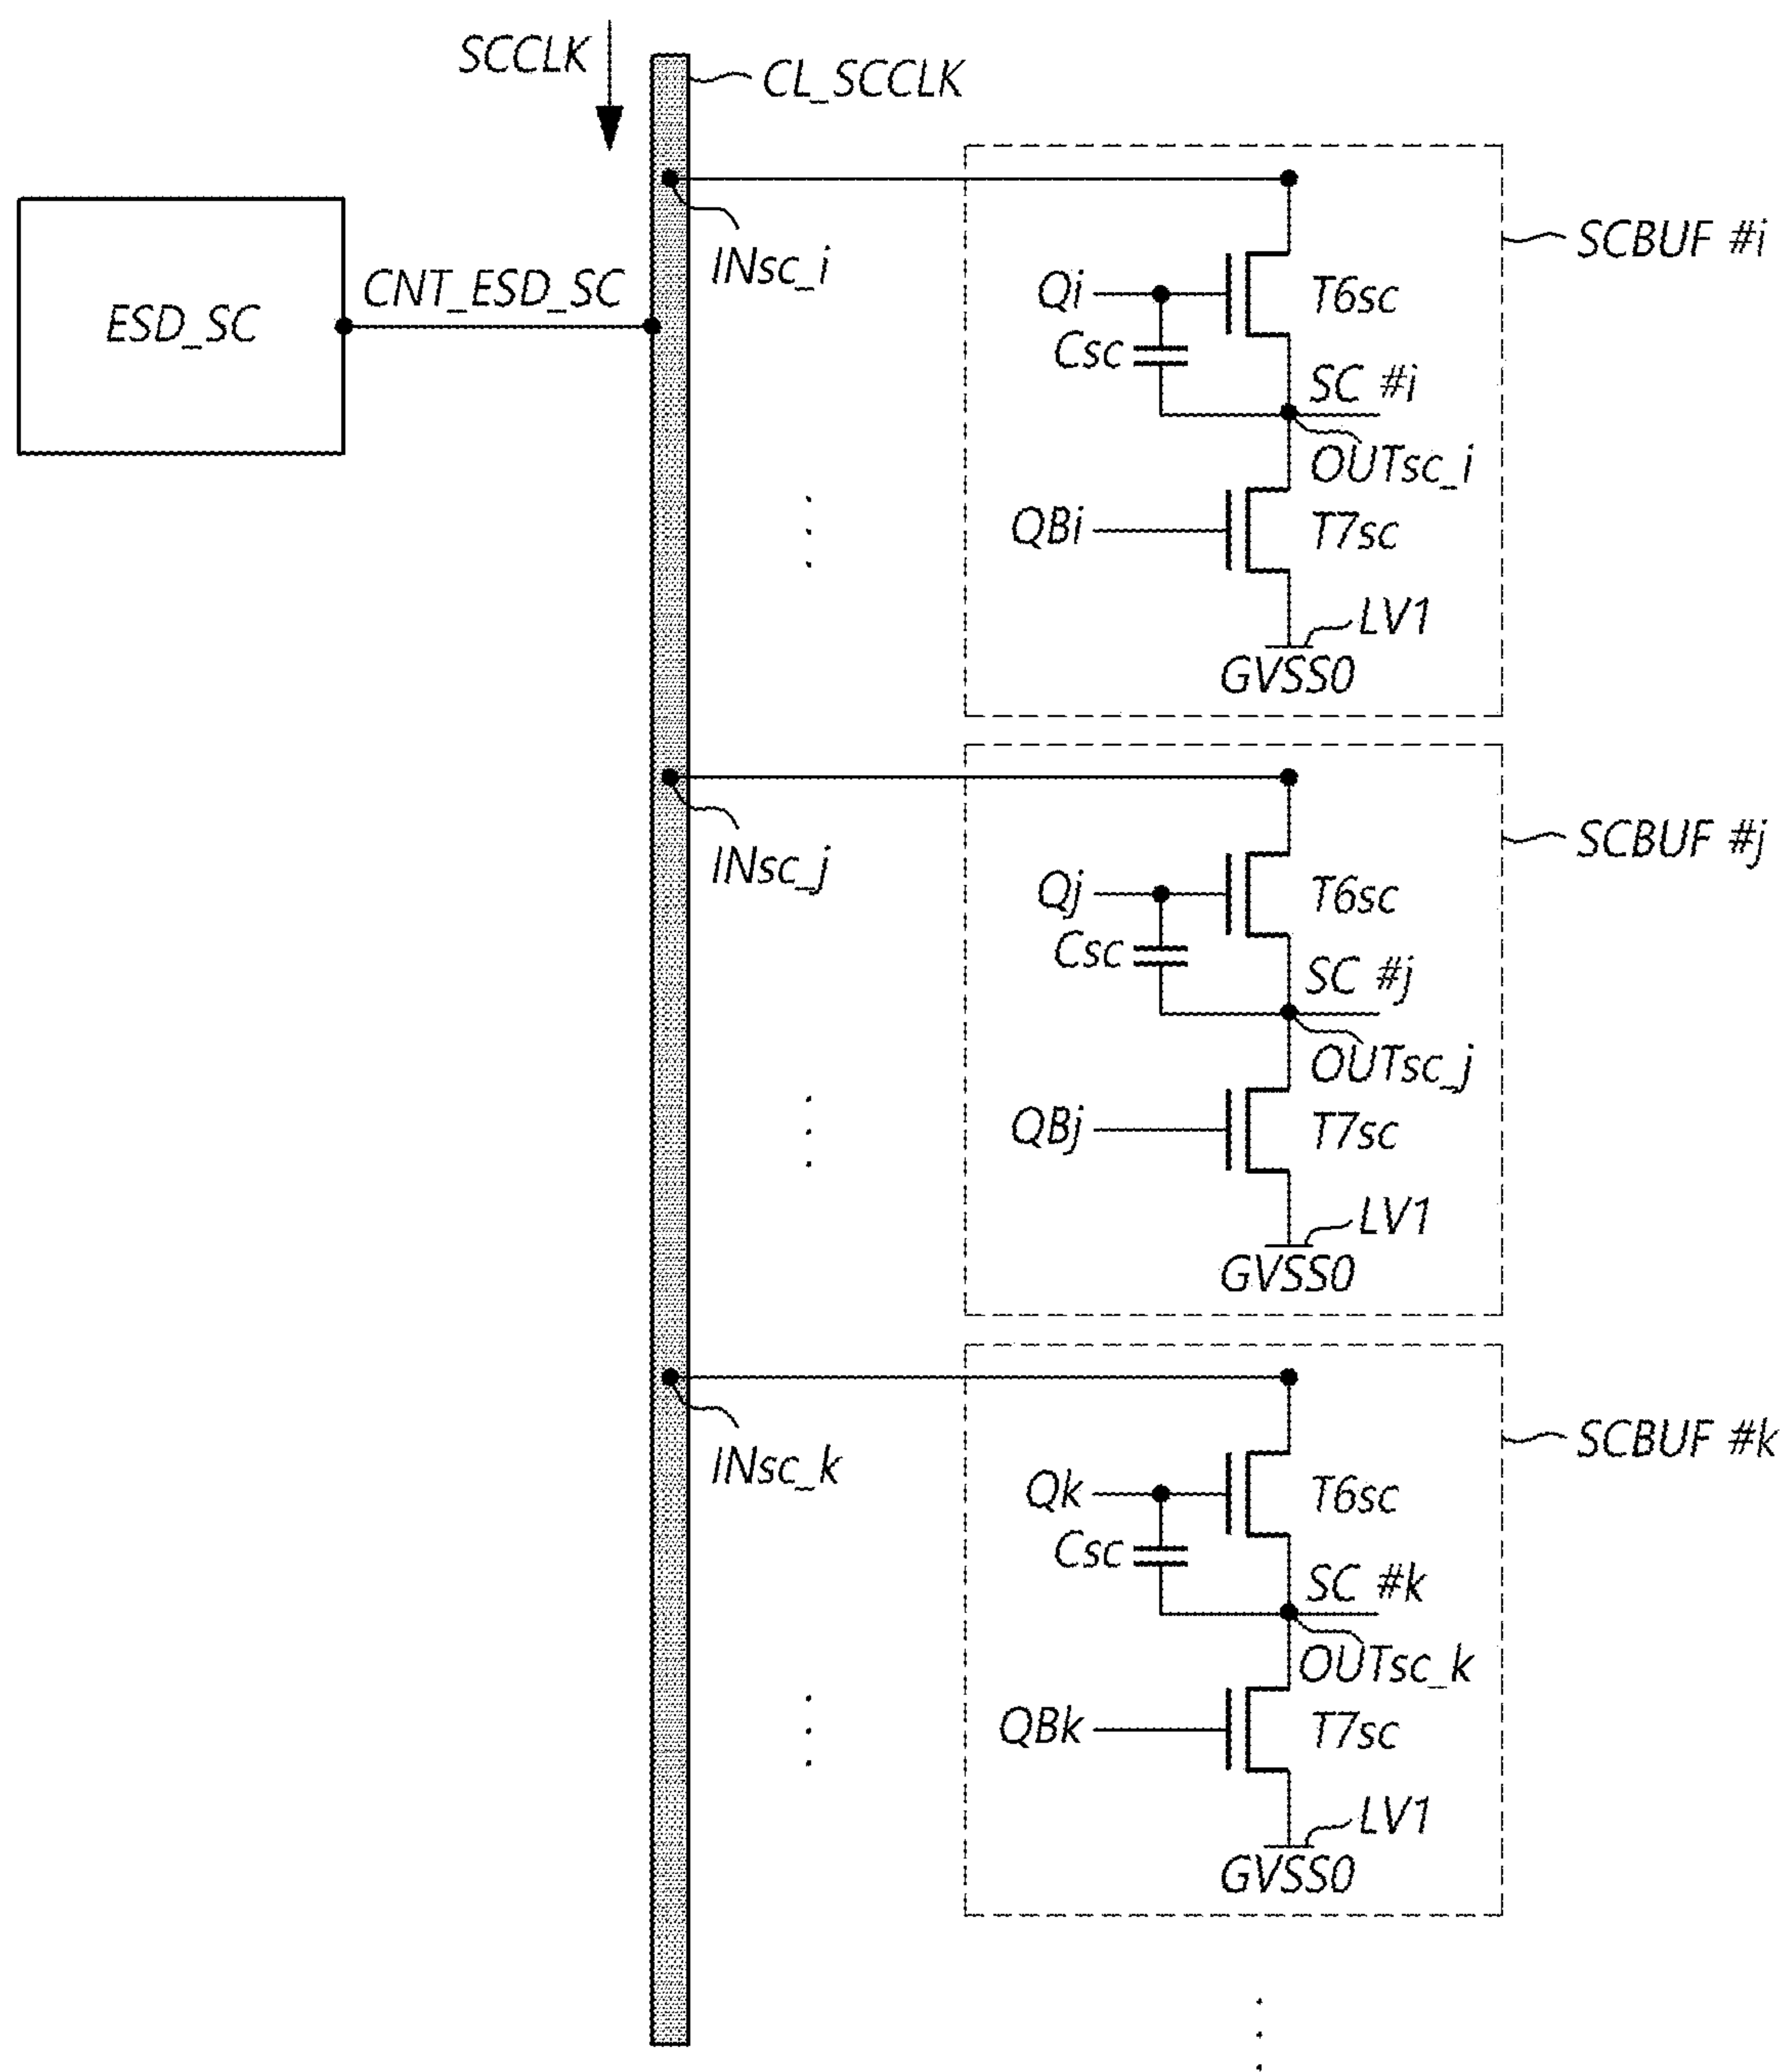 SCCLK
CL_SCCLK
ESD_SC
CNT_ESD_SC
INsc_i
SCBUF #i
Qi
T6sc
Csc
SC #i
OUTsc_i
QBi
T7sc
LV1
GVSS0
INsc_j
SCBUF #j
Qj
T6sc
Csc
SC #j
OUTsc_j
QBj
T7sc
LV1
GVSS0
INsc_k
SCBUF #k
Qk
T6sc
Csc
SC #k
OUTsc_k
QBk
T7sc
LV1
GVSS0